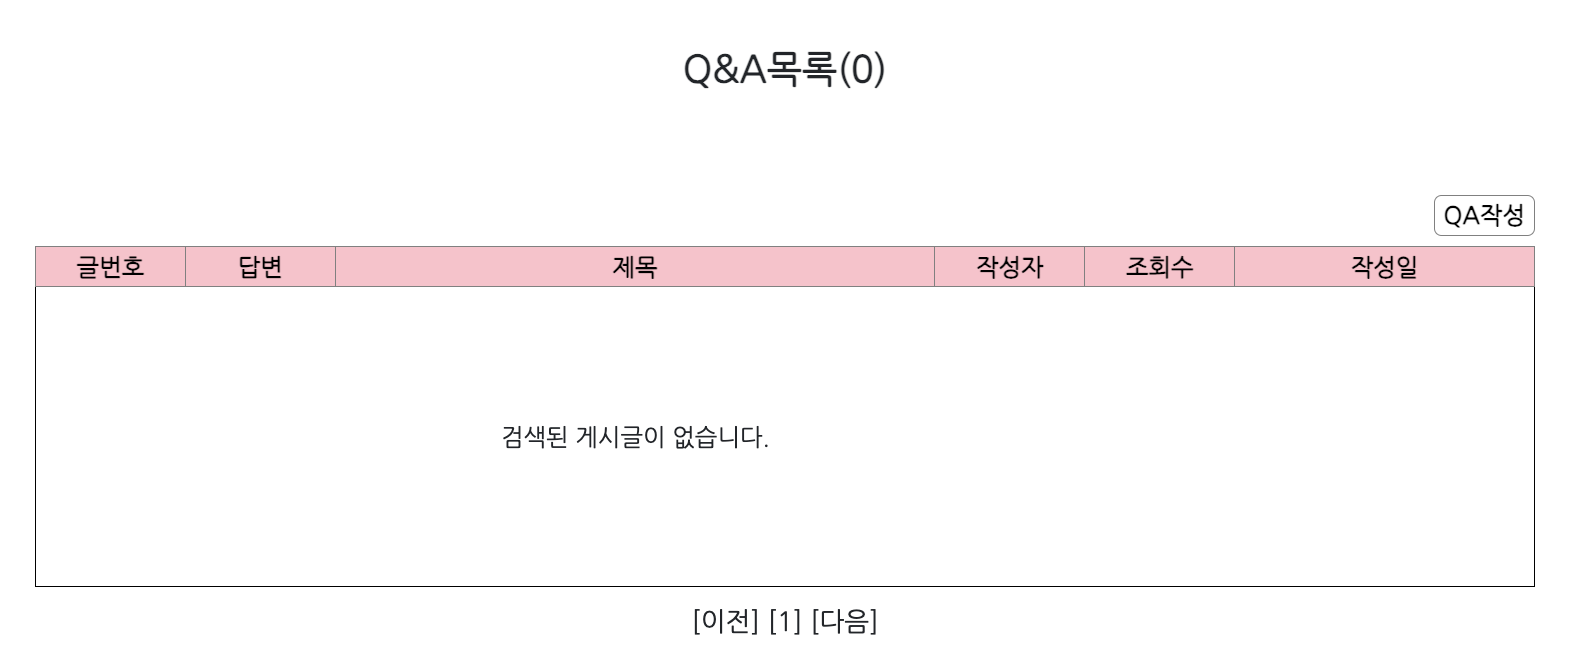 Q&A목록(0)
QA작성
글번호 답변 제목 작성자 조회수 작성일
검색된 게시글이 없습니다.
[이전] [1] [다음]